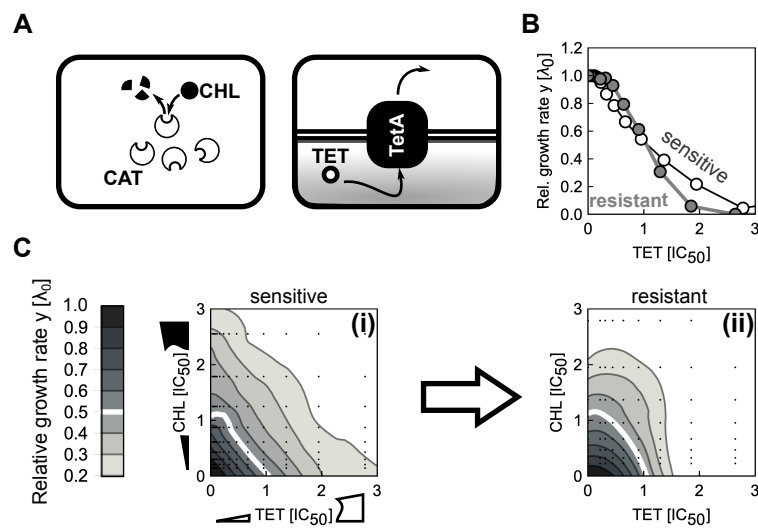 A
CHL
CAT
TET
TetA
B
Rel. growth rate y [λ0]
1.2
1.0
0.8
0.6
0.4
0.2
0.0
sensitive
resistant
0 1 2 3
TET [IC50]
C
Relative growth rate y [λ0]
1.0
0.9
0.8
0.7
0.6
0.5
0.4
0.3
0.2
sensitive
(i)
CHL [IC50]
3
2
1
0
0 1 2 3
TET [IC50]
resistant
(ii)
CHL [IC50]
3
2
1
0
0 1 2 3
TET [IC50]